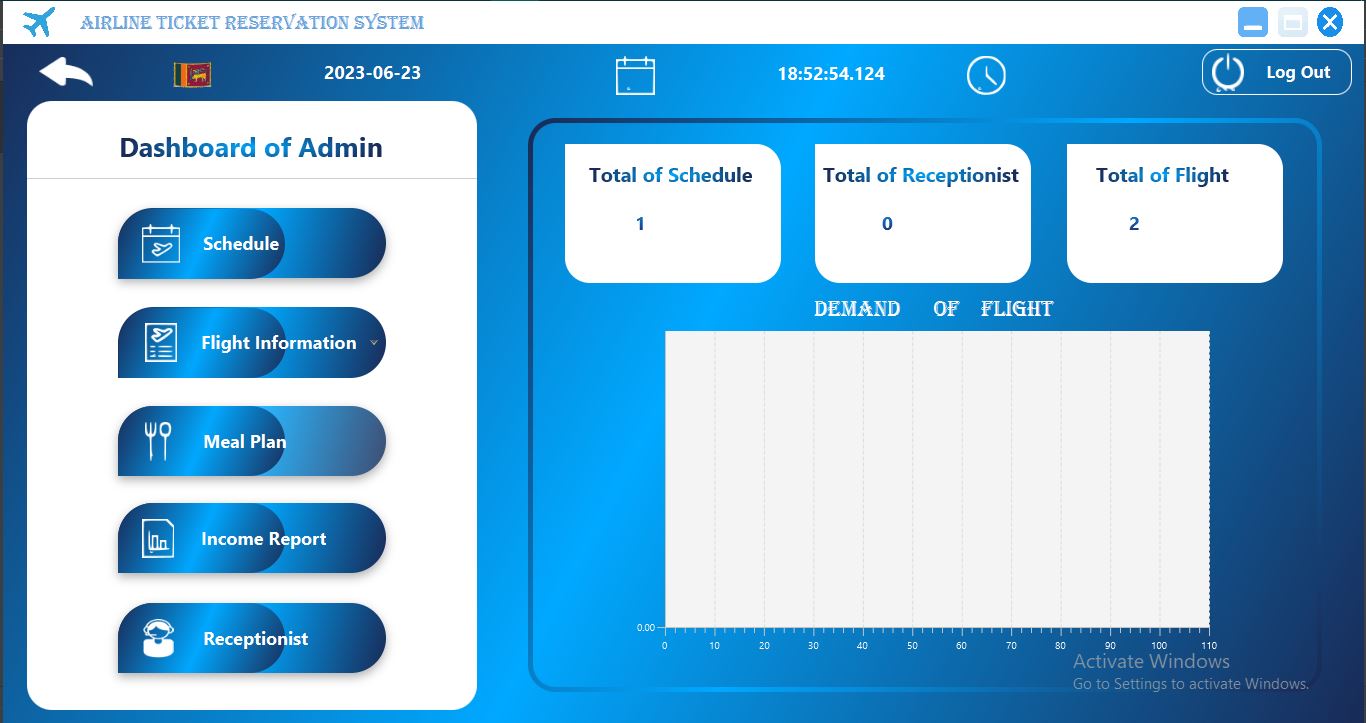 AIRLINE TICKET RESERVATION SYSTEM
2023-06-23
18:52:54.124
Log Out
Dashboard of Admin
Schedule
Flight Information
Meal Plan
Income Report
Receptionist
Total of Schedule
1
Total of Receptionist
0
Total of Flight
2
DEMAND OF FLIGHT
0.00
0 10 20 30 40 50 60 70 80 90 100 110
Activate Windows
Go to Settings to activate Windows.